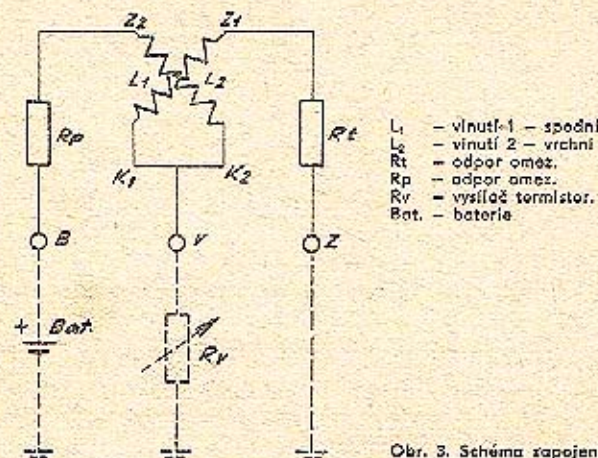 Z2 Z1
L1 L2
Rp
Rt
K1 K2
B V Z
+ Bat.
Rv
L₁ – vinutí 1 – spodní
L₂ – vinutí 2 – vrchní
Rt – odpor omez.
Rp – odpor omez.
Rv – vysílač termistor.
Bat. – baterie
Obr. 3. Schéma zapojen